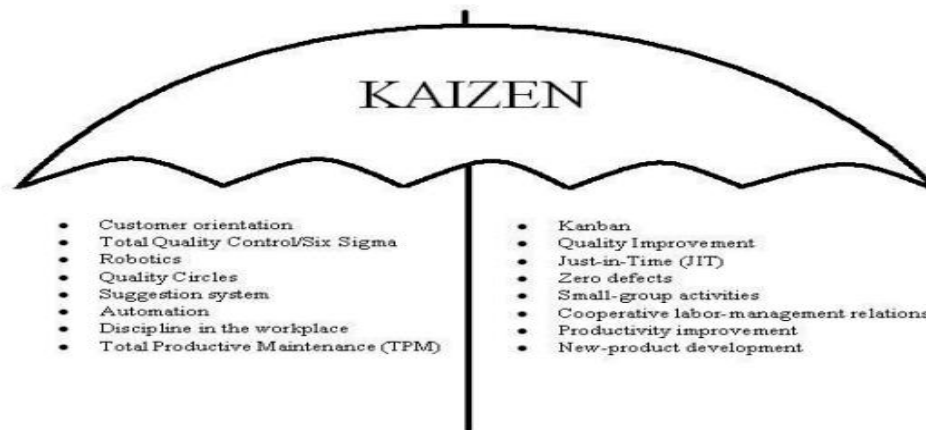 KAIZEN
• Customer orientation
• Total Quality Control/Six Sigma
• Robotics
• Quality Circles
• Suggestion system
• Automation
• Discipline in the workplace
• Total Productive Maintenance (TPM)
• Kanban
• Quality Improvement
• Just-in-Time (JIT)
• Zero defects
• Small-group activities
• Cooperative labor-management relations
• Productivity improvement
• New-product development